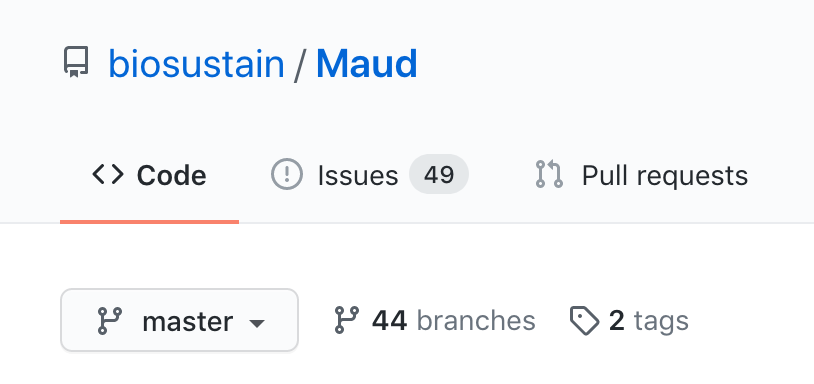 biosustain / Maud
Code Issues 49 Pull requests
master 44 branches 2 tags